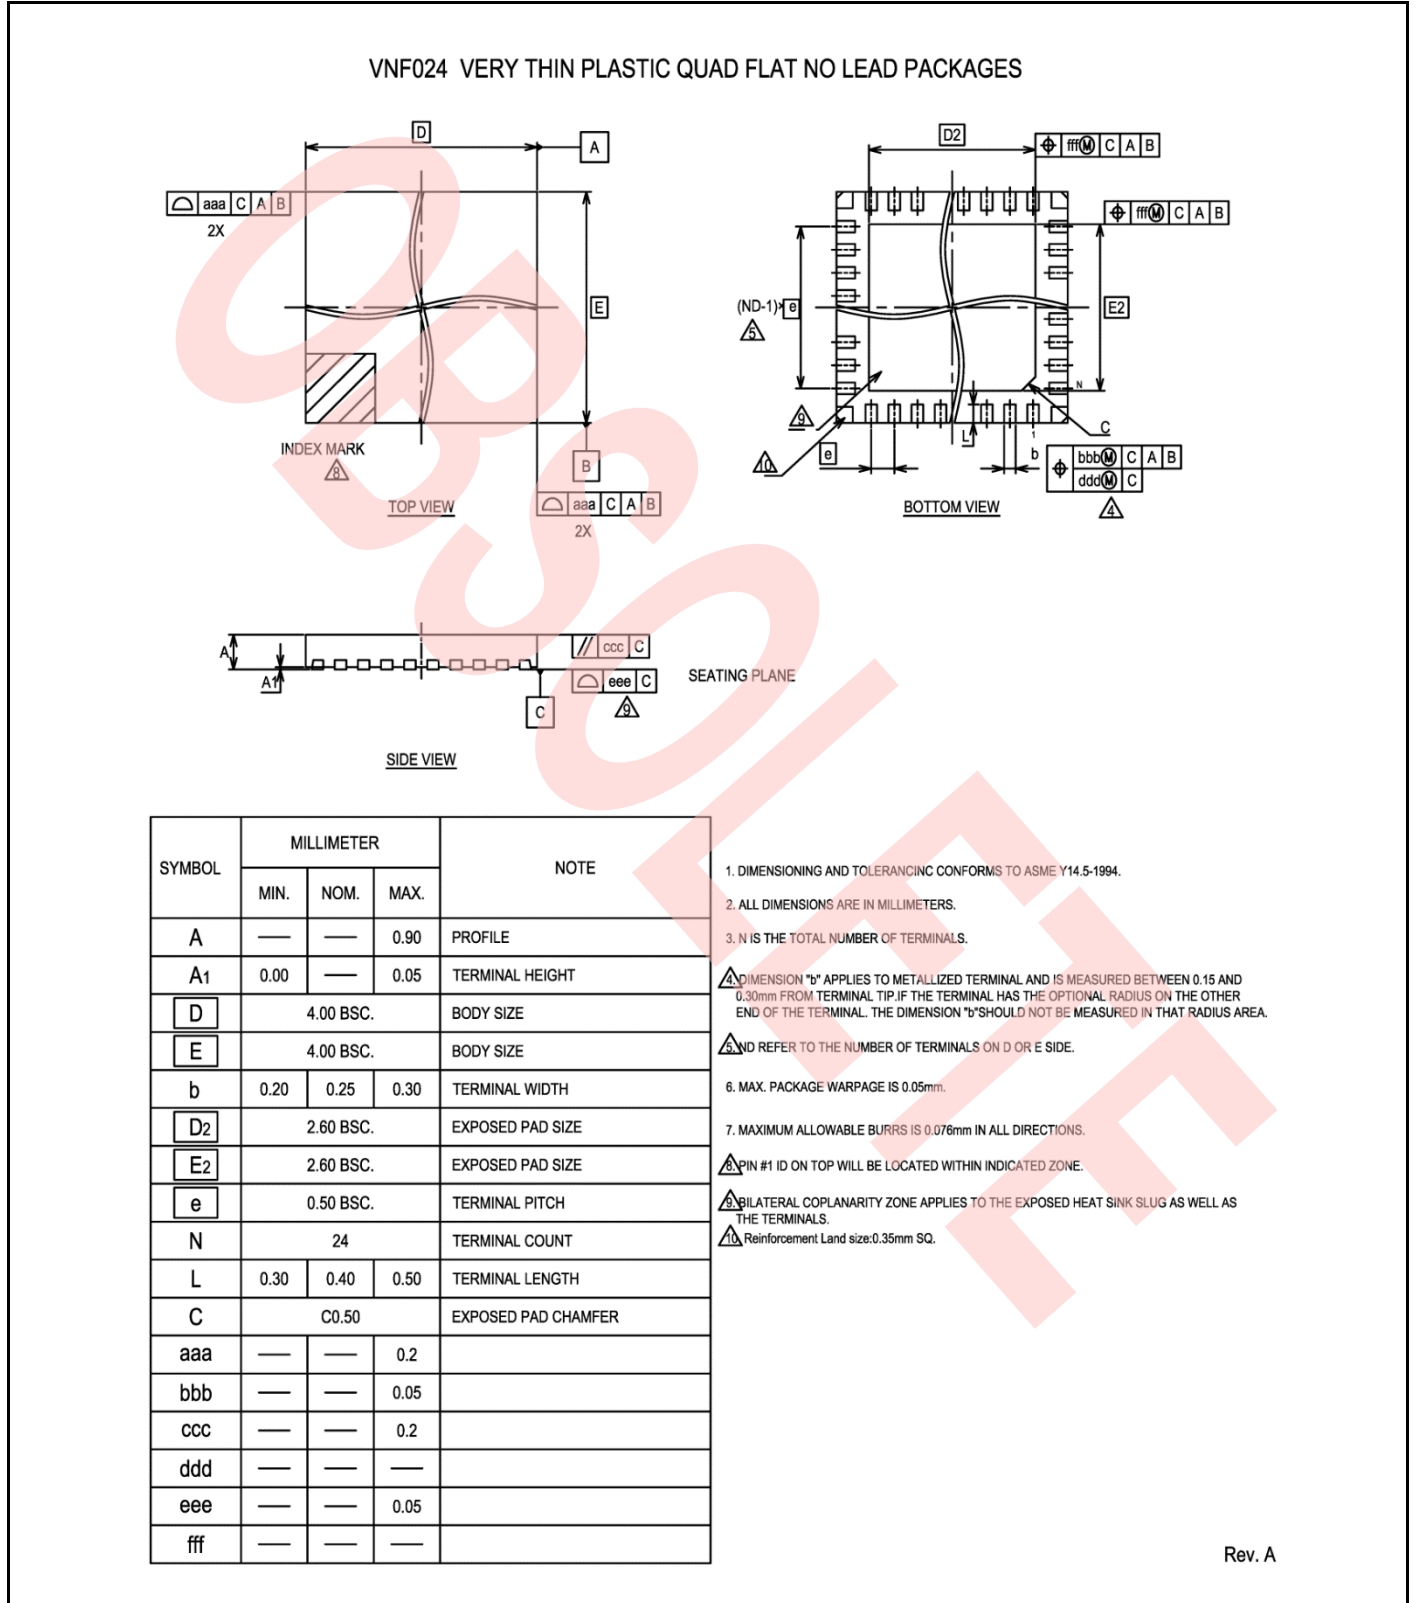 VNF024 VERY THIN PLASTIC QUAD FLAT NO LEAD PACKAGES
D
A
aaa C A B
2X
E
INDEX MARK
8
B
TOP VIEW
aaa C A B
2X
D2
fffⓂ C A B
fffⓂ C A B
(ND-1)× e
5
E2
N
9
10
e
L
1
b
C
bbbⓂ C A B
dddⓂ C
4
BOTTOM VIEW
A
A1
ccc C
eee C
9
C
SEATING PLANE
SIDE VIEW
SYMBOL MILLIMETER NOTE
MIN. NOM. MAX.
A — — 0.90 PROFILE
A1 0.00 — 0.05 TERMINAL HEIGHT
D 4.00 BSC. BODY SIZE
E 4.00 BSC. BODY SIZE
b 0.20 0.25 0.30 TERMINAL WIDTH
D2 2.60 BSC. EXPOSED PAD SIZE
E2 2.60 BSC. EXPOSED PAD SIZE
e 0.50 BSC. TERMINAL PITCH
N 24 TERMINAL COUNT
L 0.30 0.40 0.50 TERMINAL LENGTH
C C0.50 EXPOSED PAD CHAMFER
aaa — — 0.2
bbb — — 0.05
ccc — — 0.2
ddd — — —
eee — — 0.05
fff — — —
1. DIMENSIONING AND TOLERANCINC CONFORMS TO ASME Y14.5-1994.
2. ALL DIMENSIONS ARE IN MILLIMETERS.
3. N IS THE TOTAL NUMBER OF TERMINALS.
4. DIMENSION "b" APPLIES TO METALLIZED TERMINAL AND IS MEASURED BETWEEN 0.15 AND
0.30mm FROM TERMINAL TIP.IF THE TERMINAL HAS THE OPTIONAL RADIUS ON THE OTHER
END OF THE TERMINAL. THE DIMENSION "b"SHOULD NOT BE MEASURED IN THAT RADIUS AREA.
5. ND REFER TO THE NUMBER OF TERMINALS ON D OR E SIDE.
6. MAX. PACKAGE WARPAGE IS 0.05mm.
7. MAXIMUM ALLOWABLE BURRS IS 0.076mm IN ALL DIRECTIONS.
8. PIN #1 ID ON TOP WILL BE LOCATED WITHIN INDICATED ZONE.
9. BILATERAL COPLANARITY ZONE APPLIES TO THE EXPOSED HEAT SINK SLUG AS WELL AS
THE TERMINALS.
10. Reinforcement Land size:0.35mm SQ.
Rev. A
OBSOLETE